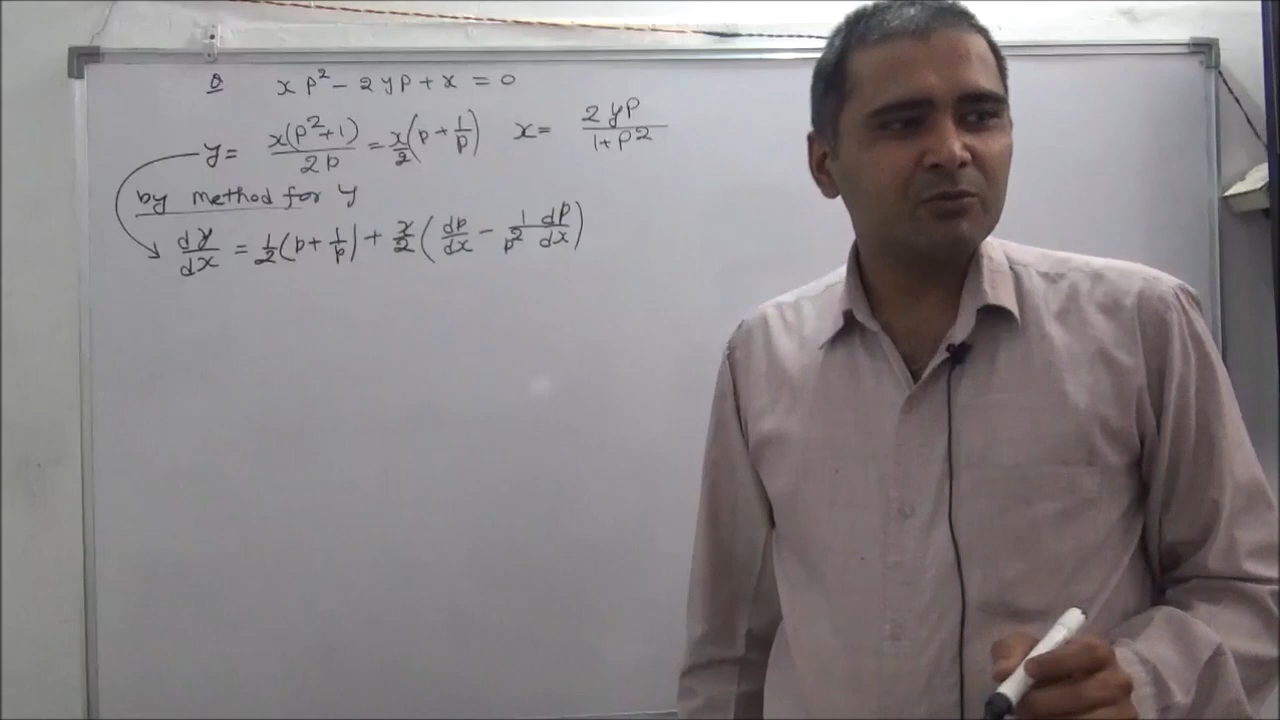 Q xp² - 2yp + x = 0
y = x(p²+1)/2p = x/2(p + 1/p) x = 2yp/1+p²
by method for y
dy/dx = 1/2(p + 1/p) + x/2(dp/dx - 1/p² dp/dx)